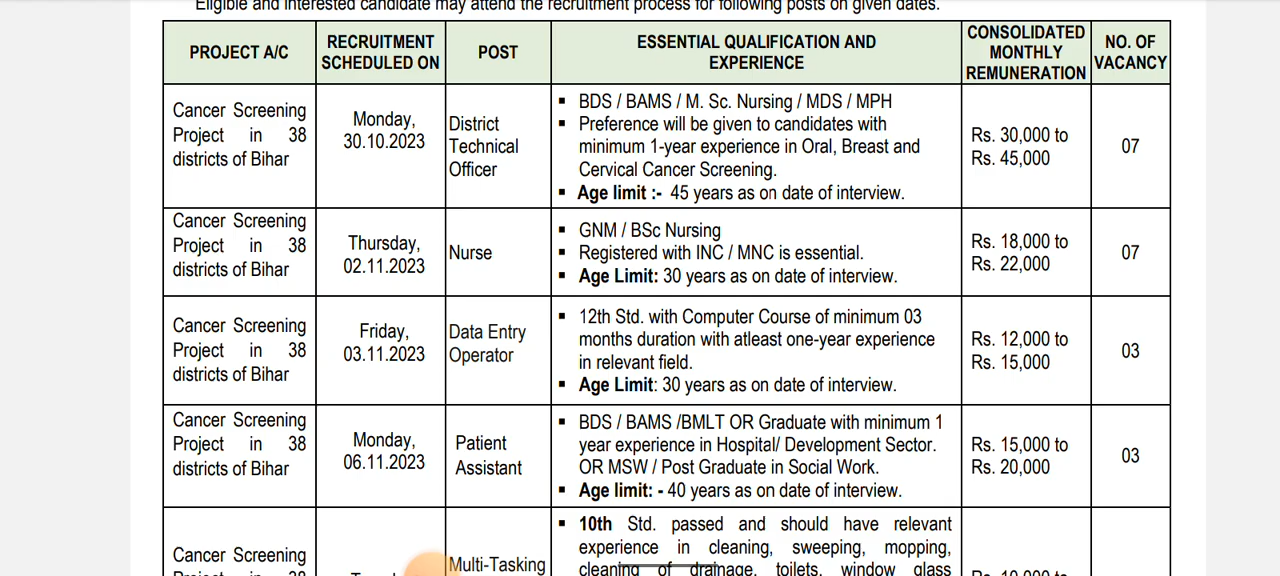 Eligible and interested candidate may attend the recruitment process for following posts on given dates.
PROJECT A/C
RECRUITMENT
SCHEDULED ON
POST
ESSENTIAL QUALIFICATION AND
EXPERIENCE
CONSOLIDATED
MONTHLY
REMUNERATION
NO. OF
VACANCY
Cancer Screening
Project in 38
districts of Bihar
Monday,
30.10.2023
District
Technical
Officer
▪ BDS / BAMS / M. Sc. Nursing / MDS / MPH
▪ Preference will be given to candidates with
minimum 1-year experience in Oral, Breast and
Cervical Cancer Screening.
▪ Age limit :- 45 years as on date of interview.
Rs. 30,000 to
Rs. 45,000
07
Cancer Screening
Project in 38
districts of Bihar
Thursday,
02.11.2023
Nurse
▪ GNM / BSc Nursing
▪ Registered with INC / MNC is essential.
▪ Age Limit: 30 years as on date of interview.
Rs. 18,000 to
Rs. 22,000
07
Cancer Screening
Project in 38
districts of Bihar
Friday,
03.11.2023
Data Entry
Operator
▪ 12th Std. with Computer Course of minimum 03
months duration with atleast one-year experience
in relevant field.
▪ Age Limit: 30 years as on date of interview.
Rs. 12,000 to
Rs. 15,000
03
Cancer Screening
Project in 38
districts of Bihar
Monday,
06.11.2023
Patient
Assistant
▪ BDS / BAMS /BMLT OR Graduate with minimum 1
year experience in Hospital/ Development Sector.
OR MSW / Post Graduate in Social Work.
▪ Age limit: - 40 years as on date of interview.
Rs. 15,000 to
Rs. 20,000
03
Cancer Screening
Project in 38
Multi-Tasking
▪ 10th Std. passed and should have relevant
experience in cleaning, sweeping, mopping,
cleaning of drainage, toilets, window glass